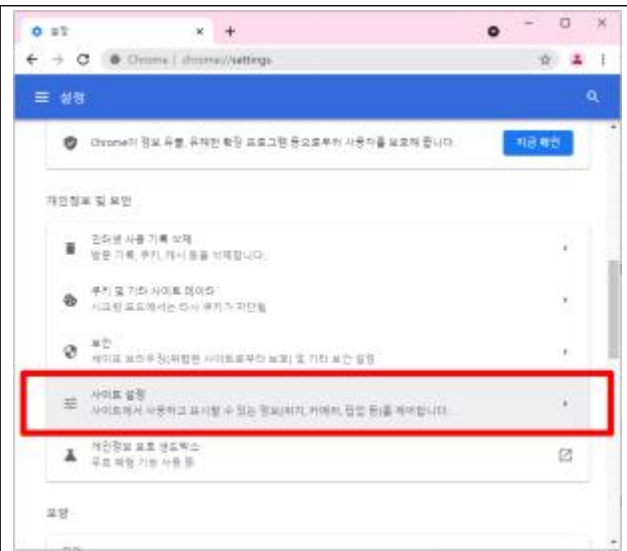 설정
Chrome | chrome://settings
설정
Chrome이 정보 유출, 유해한 확장 프로그램 등으로부터 사용자를 보호해 줍니다.
지금 확인
개인정보 및 보안
인터넷 사용 기록 삭제
방문 기록, 쿠키, 캐시 등을 삭제합니다.
쿠키 및 기타 사이트 데이터
시크릿 모드에서는 타사 쿠키가 차단됨
보안
세이프 브라우징(위험한 사이트로부터 보호) 및 기타 보안 설정
사이트 설정
사이트에서 사용하고 표시할 수 있는 정보(위치, 카메라, 팝업 등)를 제어합니다.
개인정보 보호 샌드박스
무료 체험 기능 사용 중
모양